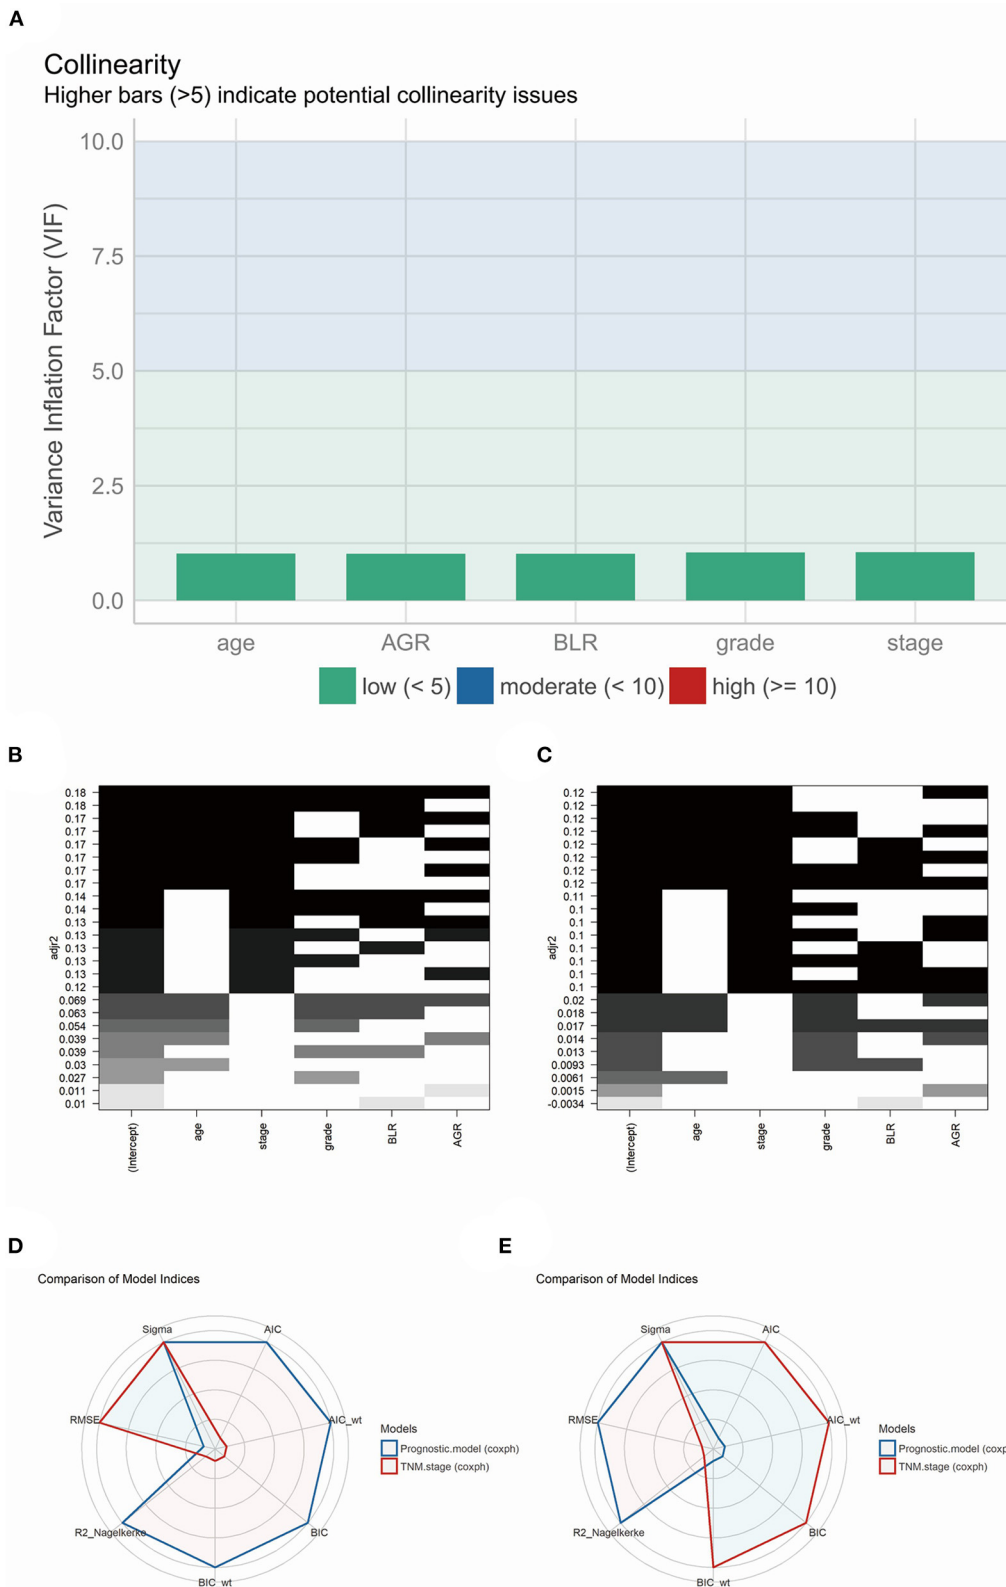 A
Collinearity
Higher bars (>5) indicate potential collinearity issues
Variance Inflation Factor (VIF)
10.0
7.5
5.0
2.5
0.0
age AGR BLR grade stage
low (< 5) moderate (< 10) high (>= 10)
B
adjr2
0.18
0.18
0.17
0.17
0.17
0.17
0.17
0.17
0.14
0.14
0.13
0.13
0.13
0.13
0.13
0.12
0.069
0.063
0.054
0.039
0.039
0.03
0.027
0.011
0.01
(Intercept) age stage grade BLR AGR
C
adjr2
0.12
0.12
0.12
0.12
0.12
0.12
0.12
0.12
0.11
0.1
0.1
0.1
0.1
0.1
0.1
0.1
0.02
0.018
0.017
0.014
0.013
0.0093
0.0061
0.0015
-0.0034
(Intercept) age stage grade BLR AGR
D
Comparison of Model Indices
Sigma AIC
RMSE AIC_wt
R2_Nagelkerke BIC
BIC_wt
Models
Prognostic.model (coxph)
TNM.stage (coxph)
E
Comparison of Model Indices
Sigma AIC
RMSE AIC_wt
R2_Nagelkerke BIC
BIC_wt
Models
Prognostic.model (coxp
TNM.stage (coxph)